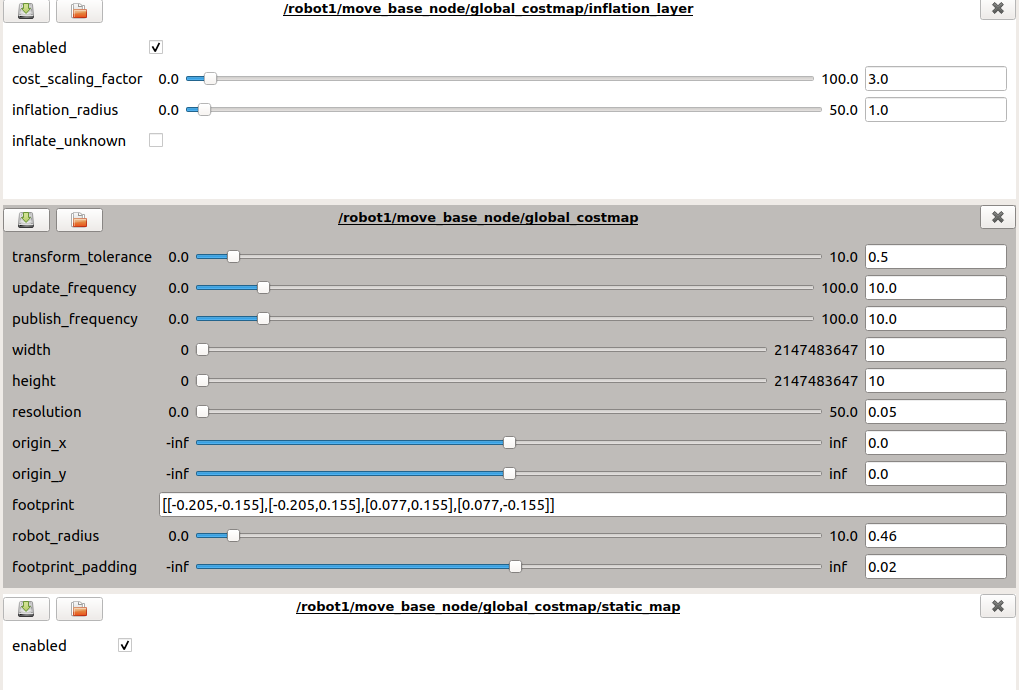 /robot1/move_base_node/global_costmap/inflation_layer
enabled
cost_scaling_factor 0.0 100.0 3.0
inflation_radius 0.0 50.0 1.0
inflate_unknown
/robot1/move_base_node/global_costmap
transform_tolerance 0.0 10.0 0.5
update_frequency 0.0 100.0 10.0
publish_frequency 0.0 100.0 10.0
width 0 2147483647 10
height 0 2147483647 10
resolution 0.0 50.0 0.05
origin_x -inf inf 0.0
origin_y -inf inf 0.0
footprint [[-0.205,-0.155],[-0.205,0.155],[0.077,0.155],[0.077,-0.155]]
robot_radius 0.0 10.0 0.46
footprint_padding -inf inf 0.02
/robot1/move_base_node/global_costmap/static_map
enabled